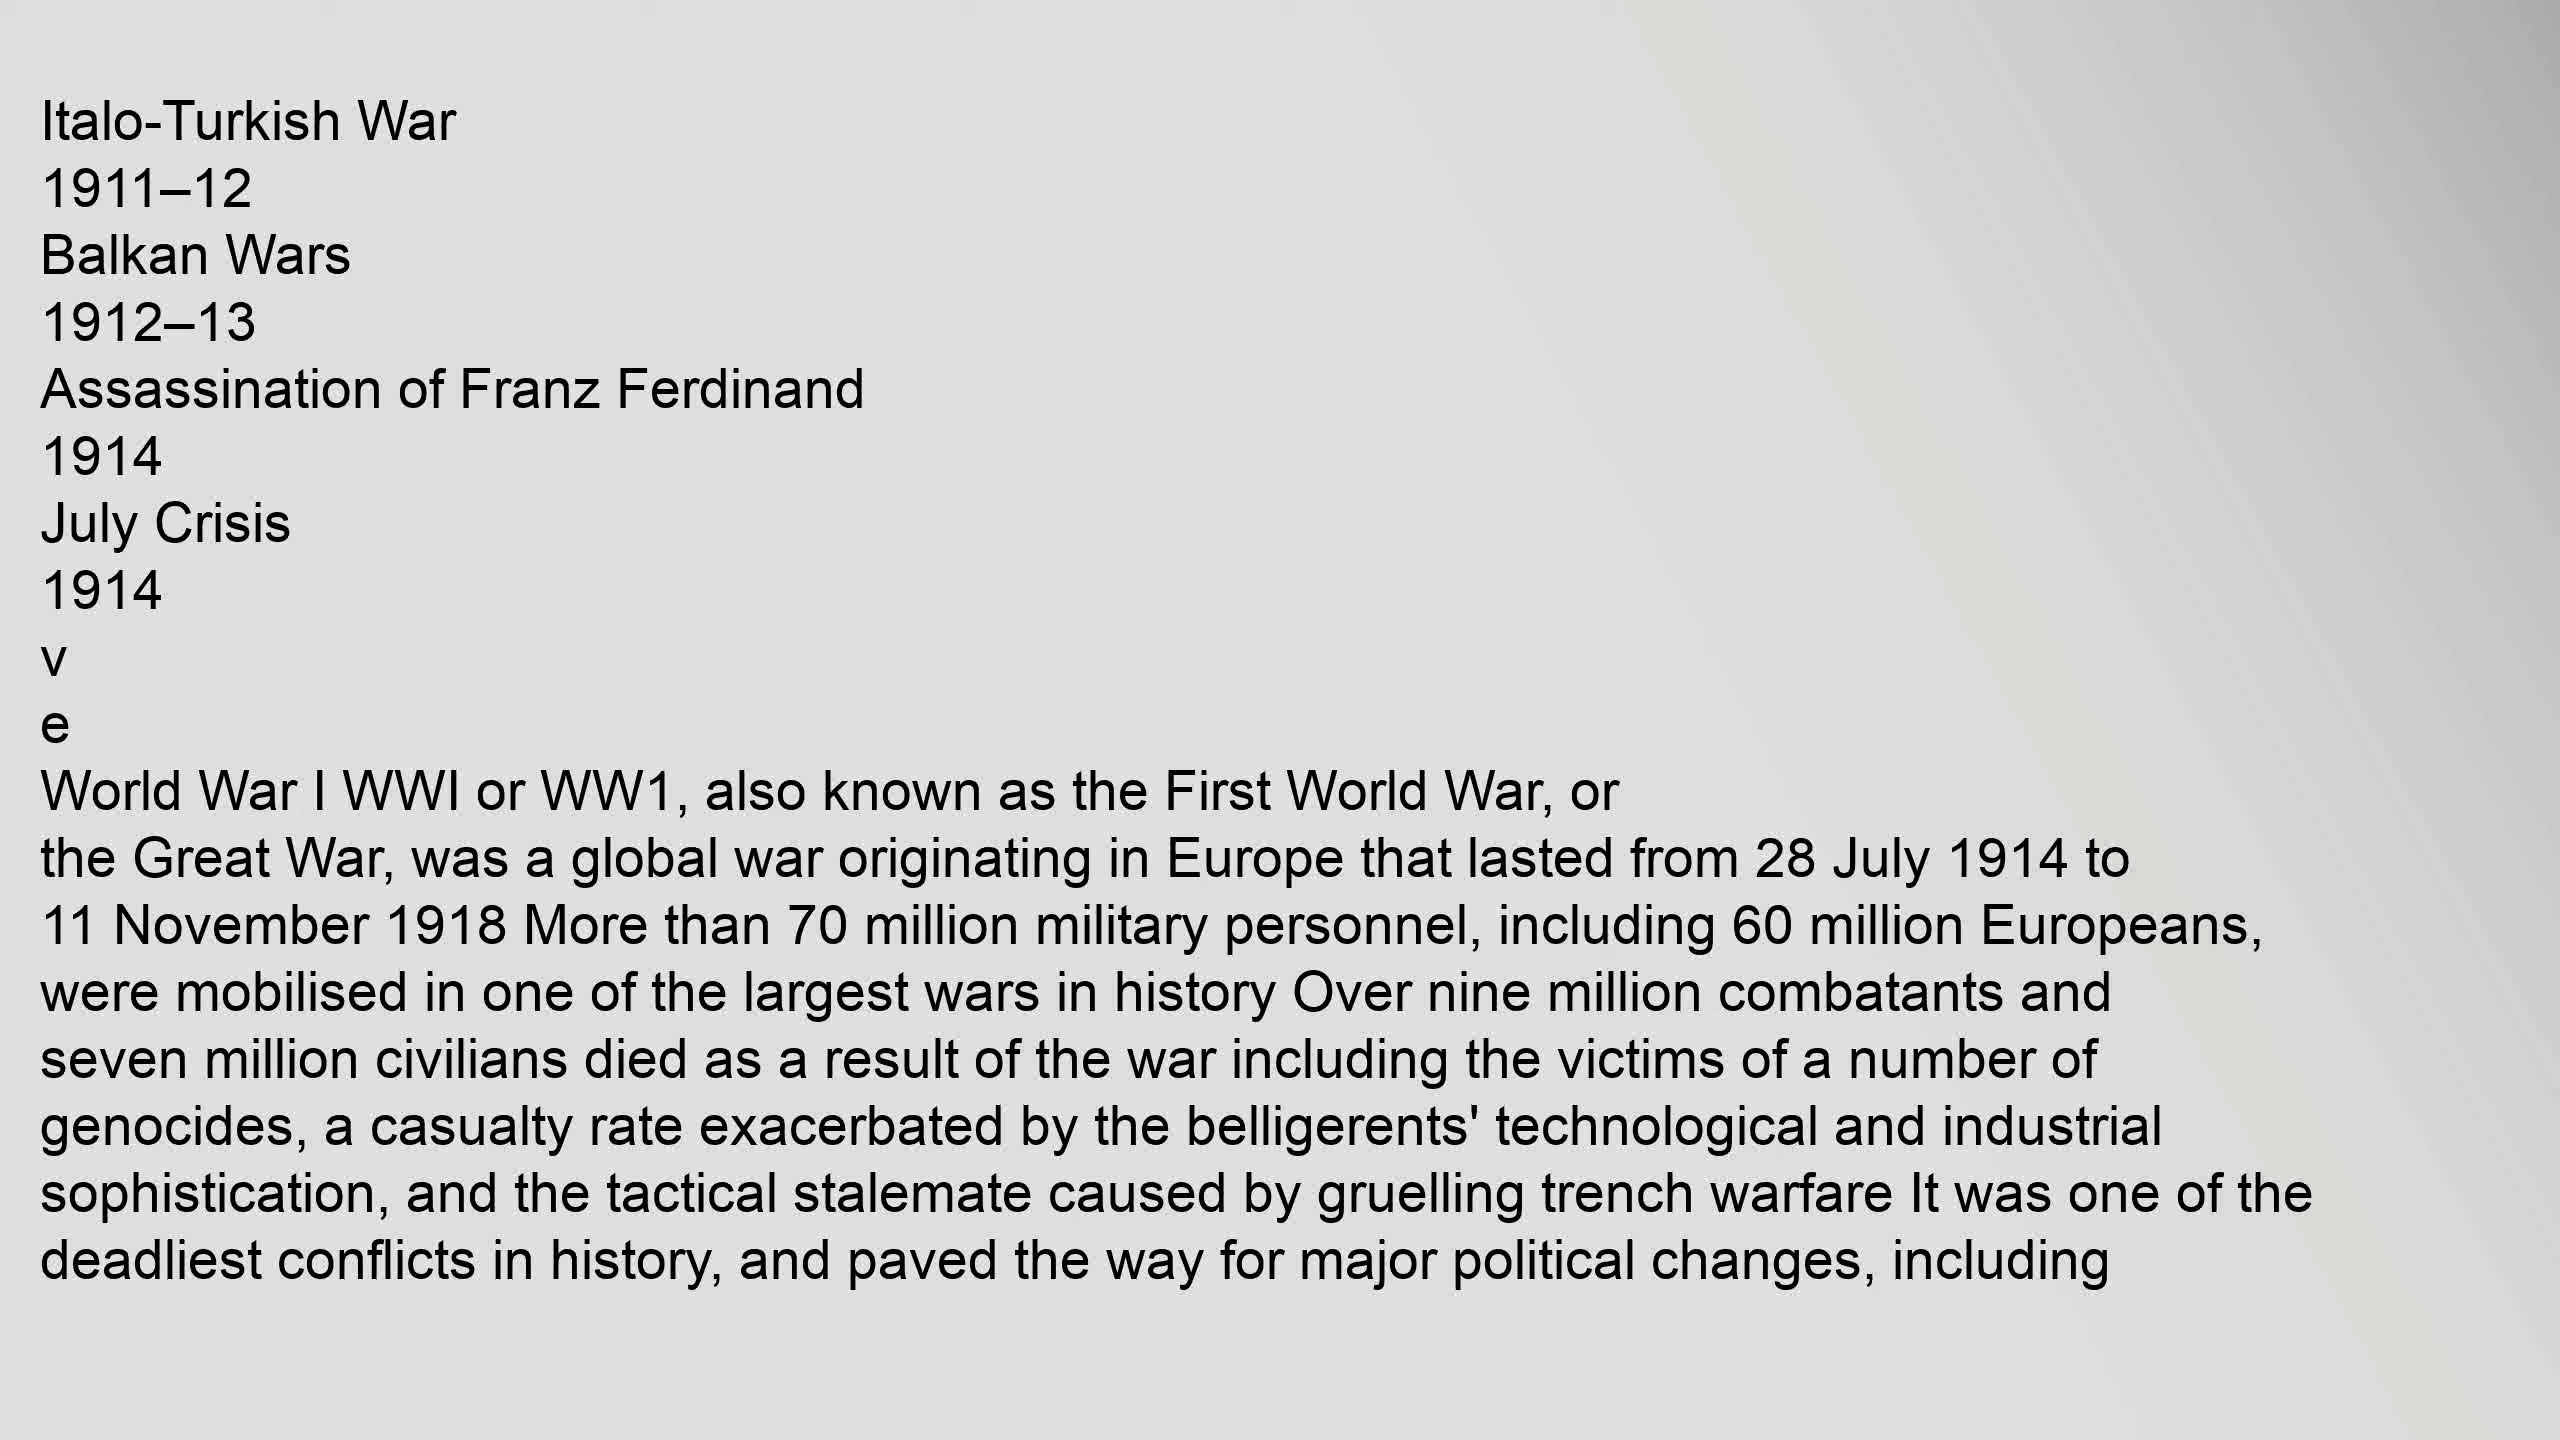 Italo-Turkish War
1911–12
Balkan Wars
1912–13
Assassination of Franz Ferdinand
1914
July Crisis
1914
v
e
World War I WWI or WW1, also known as the First World War, or
the Great War, was a global war originating in Europe that lasted from 28 July 1914 to
11 November 1918 More than 70 million military personnel, including 60 million Europeans,
were mobilised in one of the largest wars in history Over nine million combatants and
seven million civilians died as a result of the war including the victims of a number of
genocides, a casualty rate exacerbated by the belligerents' technological and industrial
sophistication, and the tactical stalemate caused by gruelling trench warfare It was one of the
deadliest conflicts in history, and paved the way for major political changes, including